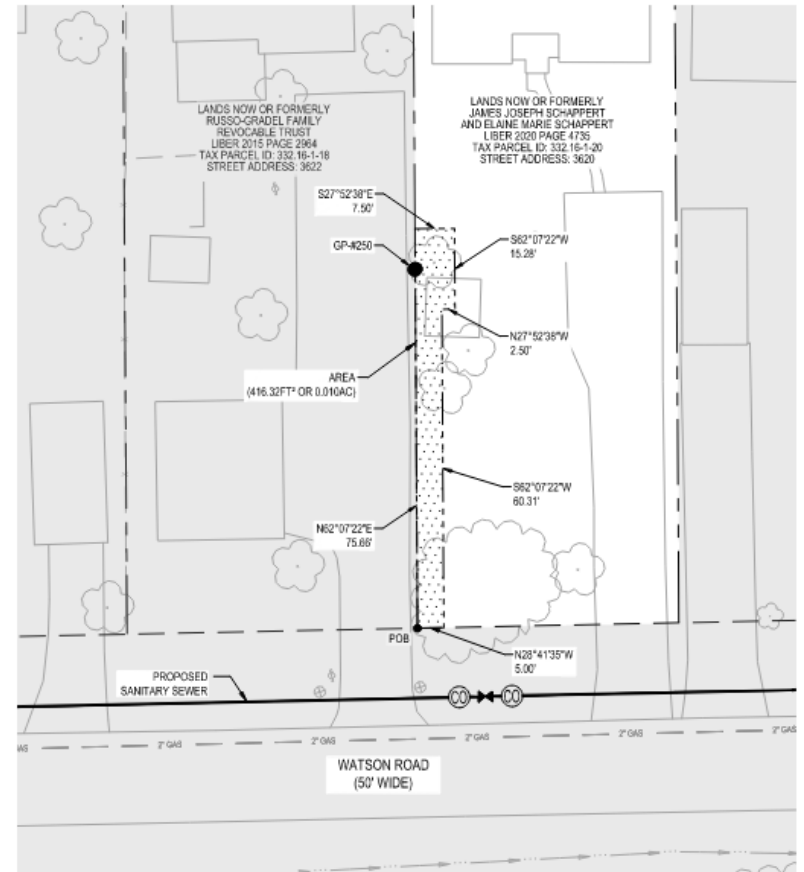 LANDS NOW OR FORMERLY
RUSSO-GRADEL FAMILY
REVOCABLE TRUST
LIBER 2015 PAGE 2964
TAX PARCEL ID: 332.16-1-18
STREET ADDRESS: 3622
LANDS NOW OR FORMERLY
JAMES JOSEPH SCHAPPERT
AND ELAINE MARIE SCHAPPERT
LIBER 2020 PAGE 4735
TAX PARCEL ID: 332.16-1-20
STREET ADDRESS: 3620
S27°52'38"E
7.50'
GP-#250
S62°07'22"W
15.28'
N27°52'38"W
2.50'
AREA
(416.32FT² OR 0.010AC)
S62°07'22"W
60.31'
N62°07'22"E
75.66'
POB
N28°41'35"W
5.00'
PROPOSED
SANITARY SEWER
CO
CO
AS
2" GAS
2" GAS
2" GAS
2" GAS
2" GAS
WATSON ROAD
(50' WIDE)